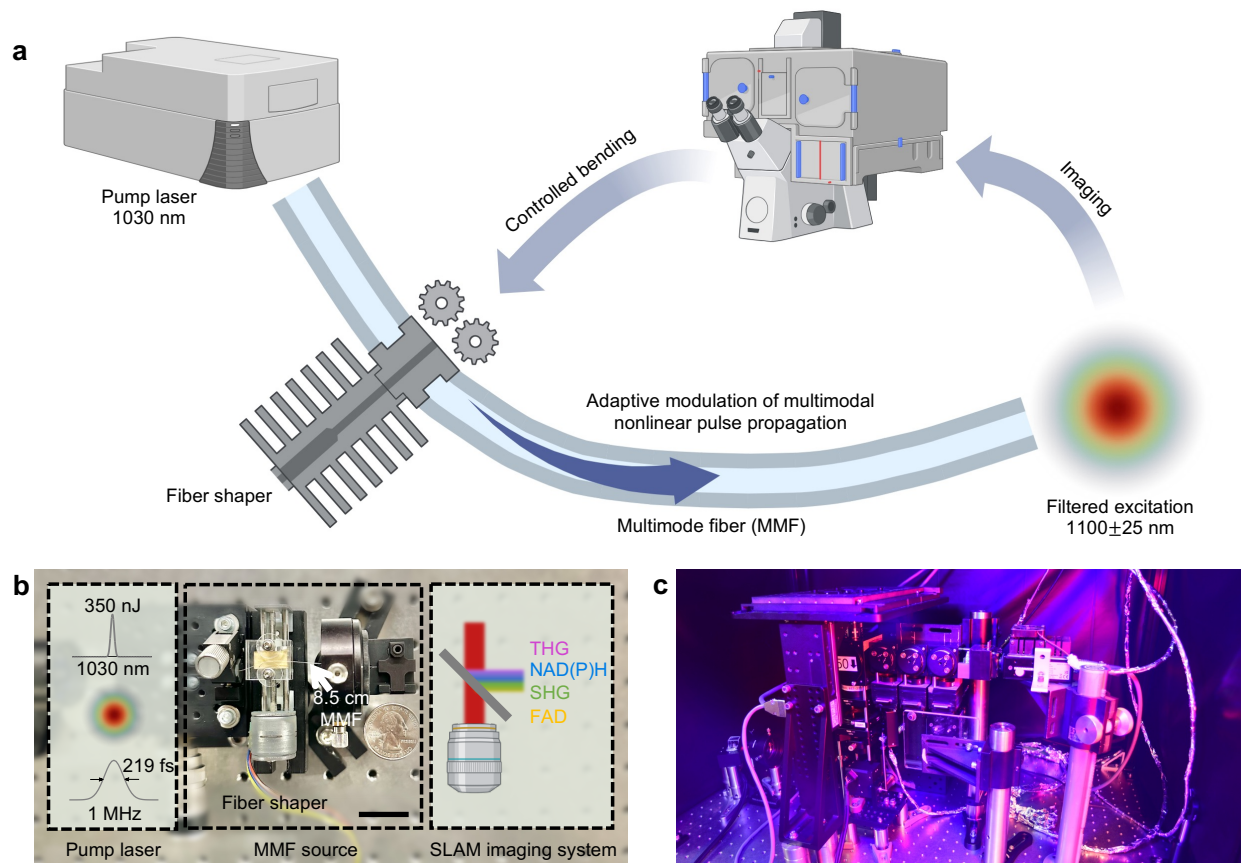 a
Pump laser
1030 nm
Controlled bending
Imaging
Adaptive modulation of multimodal
nonlinear pulse propagation
Fiber shaper
Multimode fiber (MMF)
Filtered excitation
1100±25 nm
b
350 nJ
1030 nm
219 fs
1 MHz
Pump laser
8.5 cm
MMF
Fiber shaper
MMF source
THG
NAD(P)H
SHG
FAD
SLAM imaging system
c
50